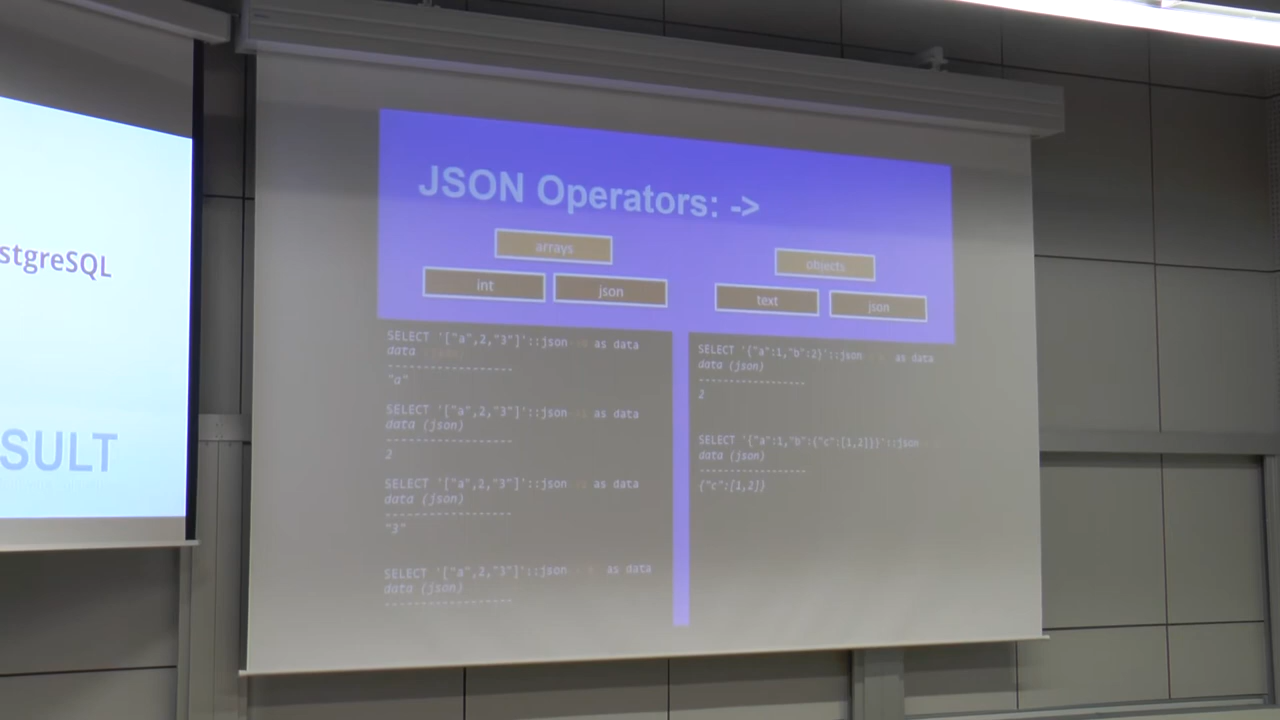 stgreSQL
SULT
JSON Operators: ->
arrays
int
json
objects
text
json
SELECT '["a",2,"3"]'::json as data
data
------------------
"a"
SELECT '["a",2,"3"]'::json as data
data (json)
------------------
2
SELECT '["a",2,"3"]'::json as data
data (json)
------------------
"3"
SELECT '["a",2,"3"]'::json as data
data (json)
------------------
SELECT '{"a":1,"b":2}'::json as data
data (json)
---------------
2
SELECT '{"a":1,"b":{"c":[1,2]}}'::json
data (json)
---------------
{"c":[1,2]}